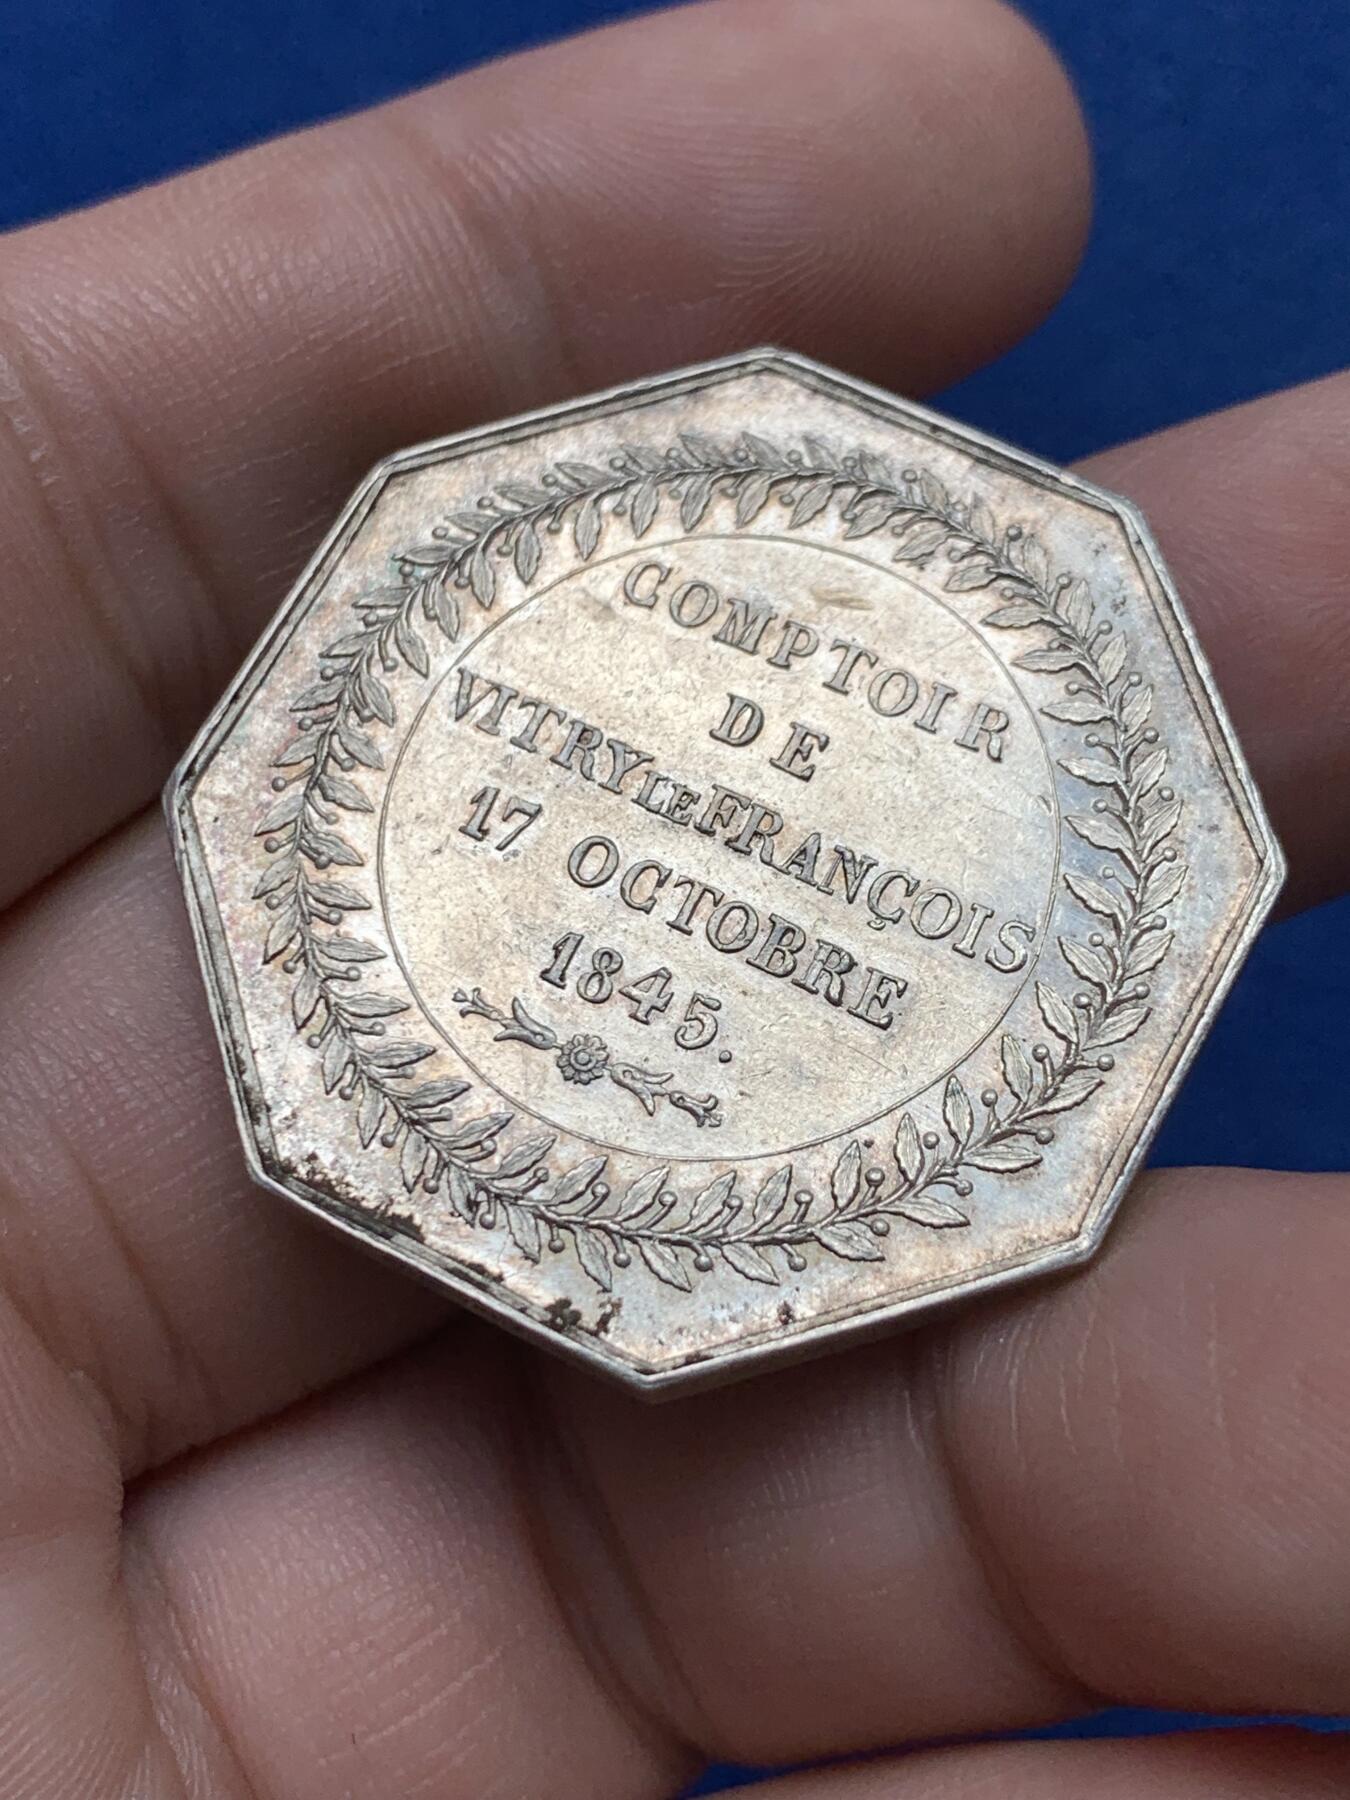 COMPTOIR
DE
VITRY LE FRANÇOIS
17 OCTOBRE
1845.